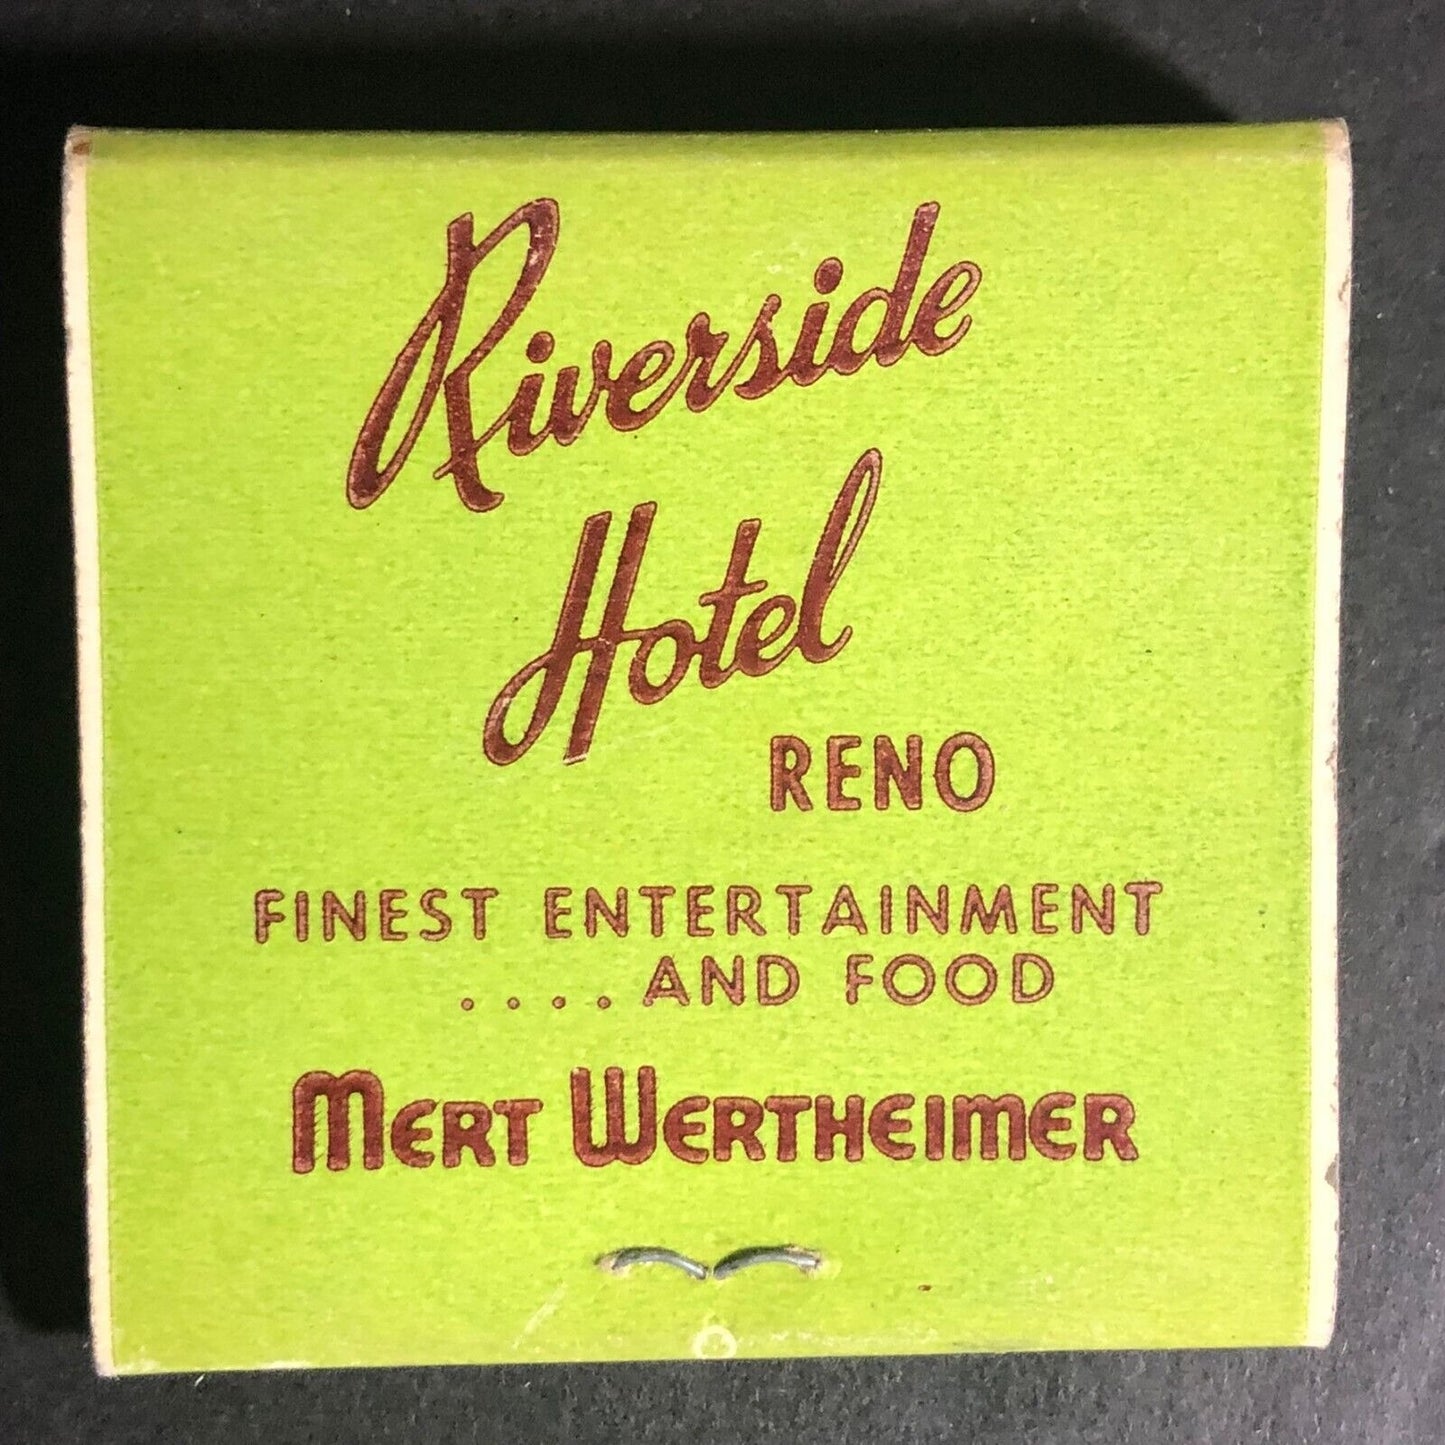 Riverside
Hotel
RENO
FINEST ENTERTAINMENT
....AND FOOD
MERT WERTHEIMER